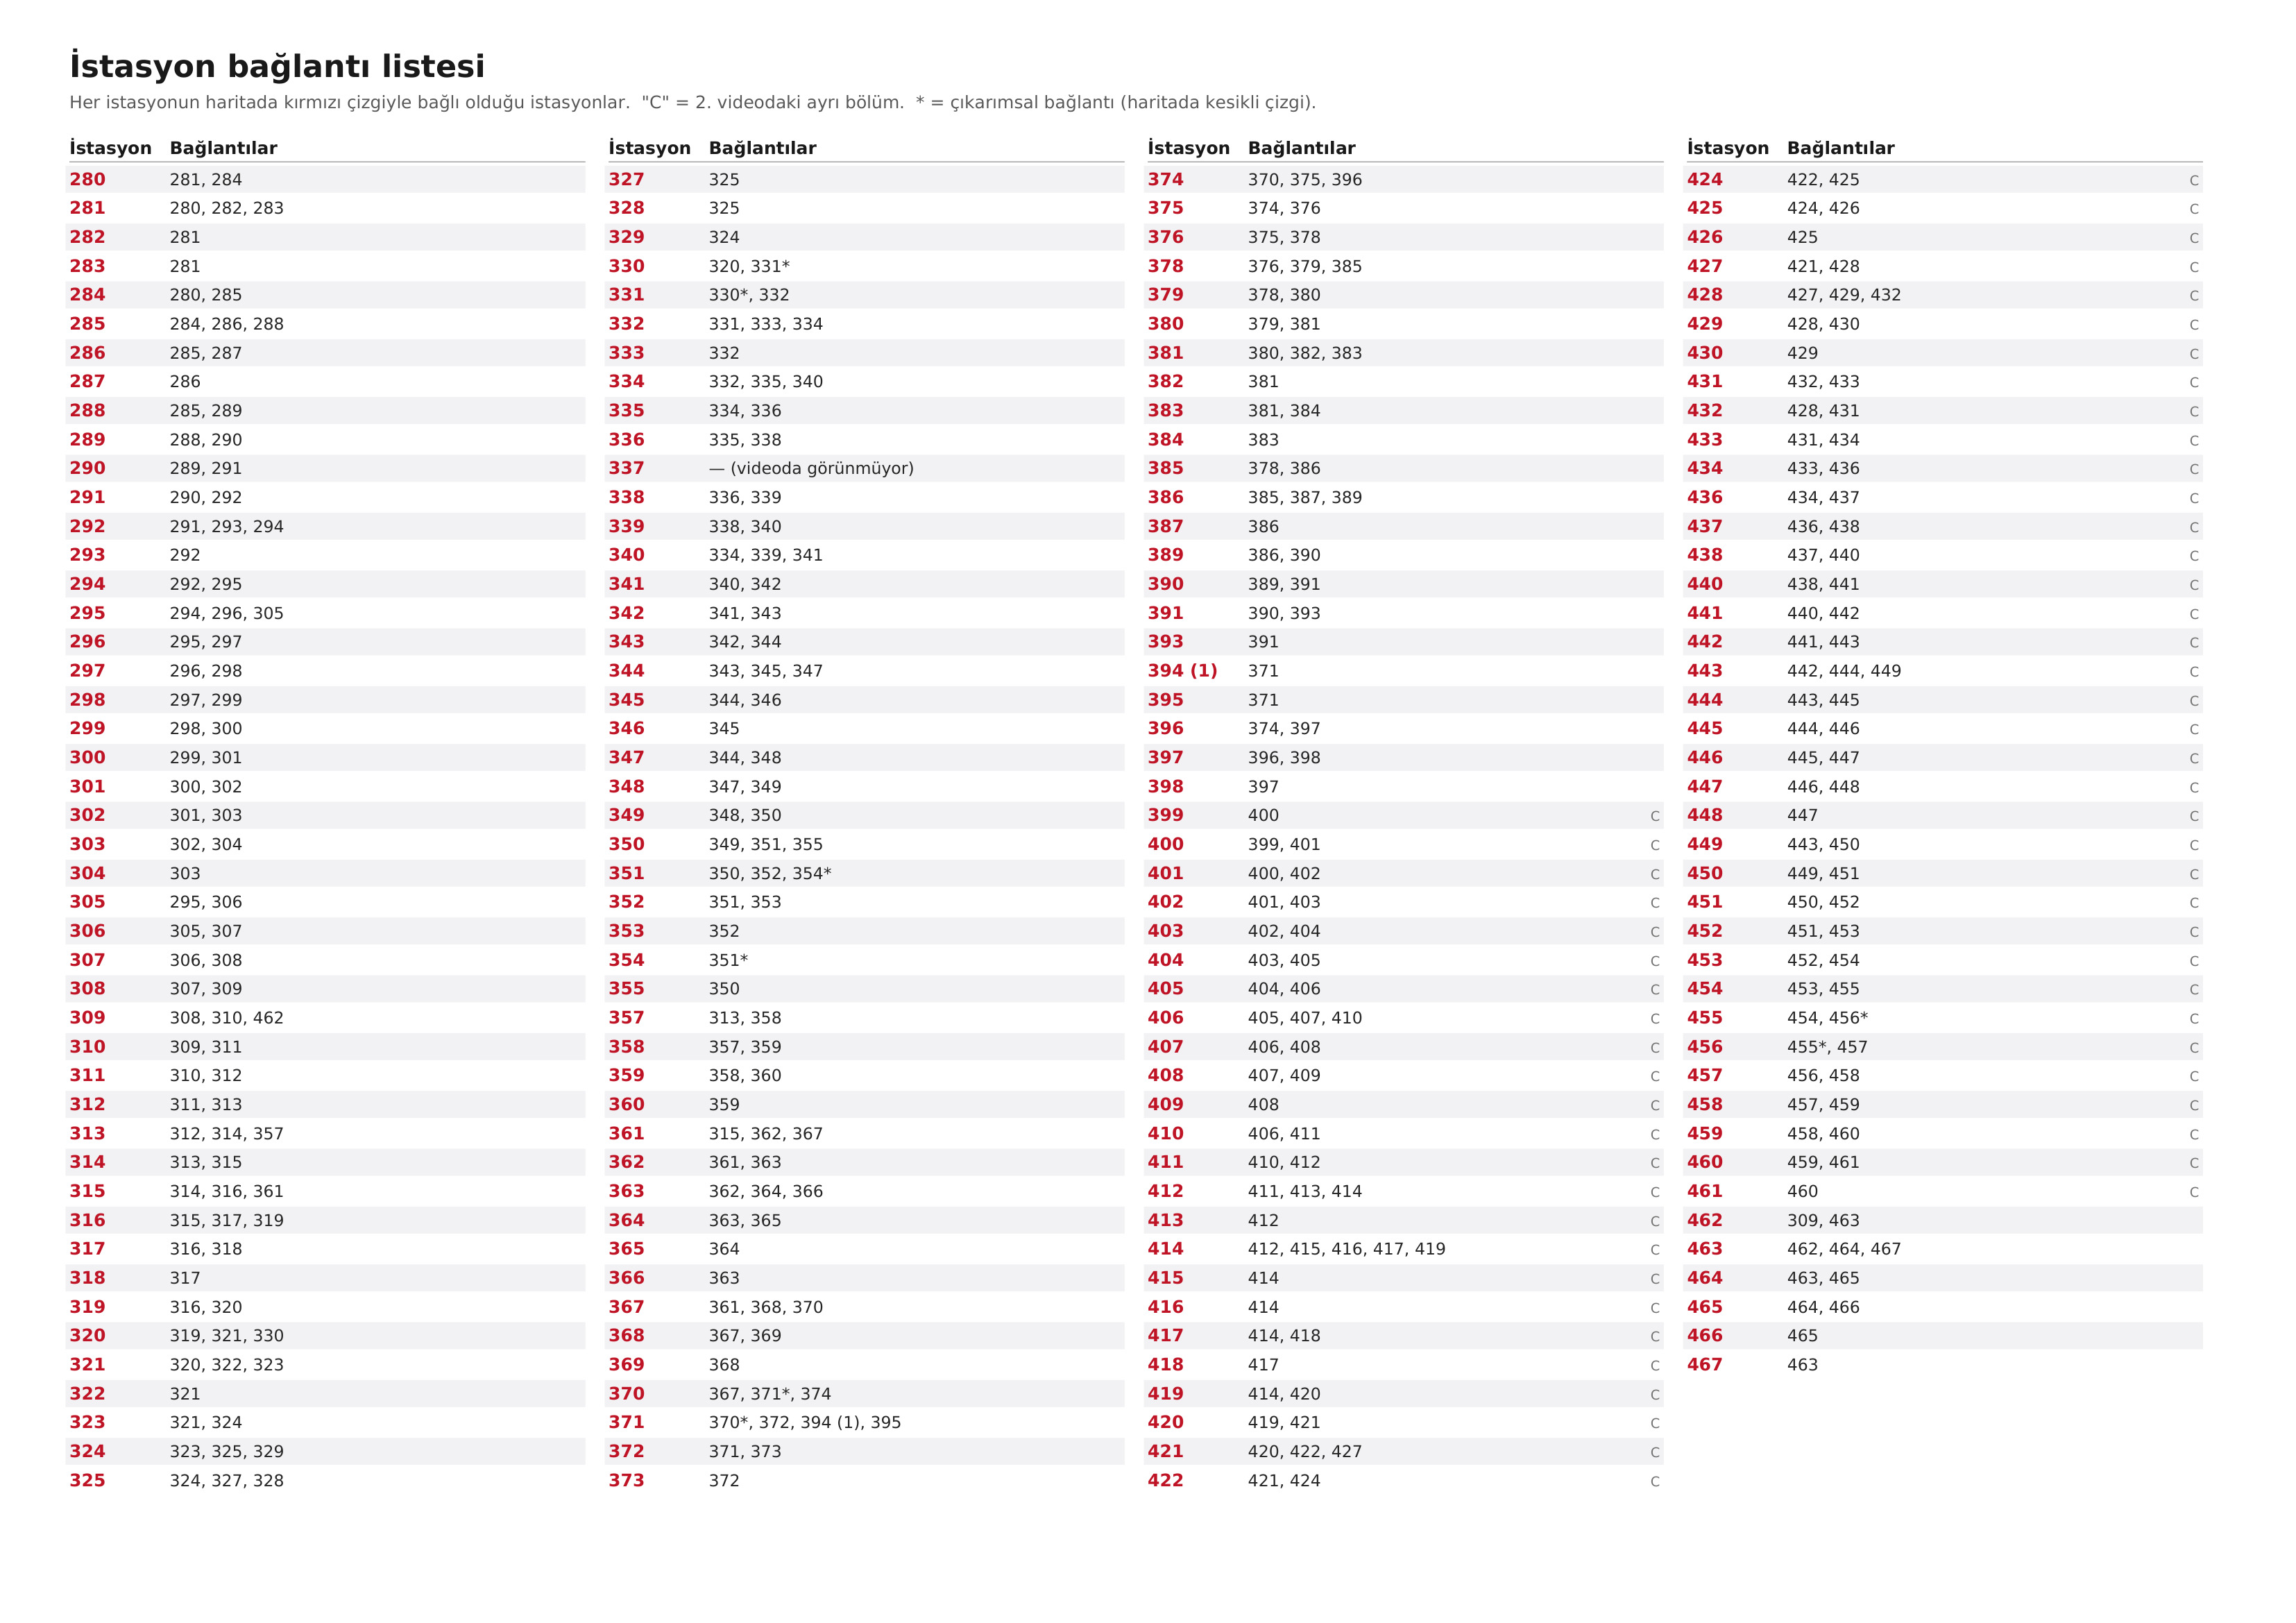 İstasyon bağlantı listesi
Her istasyonun haritada kırmızı çizgiyle bağlı olduğu istasyonlar. "C" = 2. videodaki ayrı bölüm. * = çıkarımsal bağlantı (haritada kesikli çizgi).
İstasyon Bağlantılar
280 281, 284
281 280, 282, 283
282 281
283 281
284 280, 285
285 284, 286, 288
286 285, 287
287 286
288 285, 289
289 288, 290
290 289, 291
291 290, 292
292 291, 293, 294
293 292
294 292, 295
295 294, 296, 305
296 295, 297
297 296, 298
298 297, 299
299 298, 300
300 299, 301
301 300, 302
302 301, 303
303 302, 304
304 303
305 295, 306
306 305, 307
307 306, 308
308 307, 309
309 308, 310, 462
310 309, 311
311 310, 312
312 311, 313
313 312, 314, 357
314 313, 315
315 314, 316, 361
316 315, 317, 319
317 316, 318
318 317
319 316, 320
320 319, 321, 330
321 320, 322, 323
322 321
323 321, 324
324 323, 325, 329
325 324, 327, 328
İstasyon Bağlantılar
327 325
328 325
329 324
330 320, 331*
331 330*, 332
332 331, 333, 334
333 332
334 332, 335, 340
335 334, 336
336 335, 338
337 — (videoda görünmüyor)
338 336, 339
339 338, 340
340 334, 339, 341
341 340, 342
342 341, 343
343 342, 344
344 343, 345, 347
345 344, 346
346 345
347 344, 348
348 347, 349
349 348, 350
350 349, 351, 355
351 350, 352, 354*
352 351, 353
353 352
354 351*
355 350
357 313, 358
358 357, 359
359 358, 360
360 359
361 315, 362, 367
362 361, 363
363 362, 364, 366
364 363, 365
365 364
366 363
367 361, 368, 370
368 367, 369
369 368
370 367, 371*, 374
371 370*, 372, 394 (1), 395
372 371, 373
373 372
İstasyon Bağlantılar
374 370, 375, 396
375 374, 376
376 375, 378
378 376, 379, 385
379 378, 380
380 379, 381
381 380, 382, 383
382 381
383 381, 384
384 383
385 378, 386
386 385, 387, 389
387 386
389 386, 390
390 389, 391
391 390, 393
393 391
394 (1) 371
395 371
396 374, 397
397 396, 398
398 397
399 400 C
400 399, 401 C
401 400, 402 C
402 401, 403 C
403 402, 404 C
404 403, 405 C
405 404, 406 C
406 405, 407, 410 C
407 406, 408 C
408 407, 409 C
409 408 C
410 406, 411 C
411 410, 412 C
412 411, 413, 414 C
413 412 C
414 412, 415, 416, 417, 419 C
415 414 C
416 414 C
417 414, 418 C
418 417 C
419 414, 420 C
420 419, 421 C
421 420, 422, 427 C
422 421, 424 C
İstasyon Bağlantılar
424 422, 425 C
425 424, 426 C
426 425 C
427 421, 428 C
428 427, 429, 432 C
429 428, 430 C
430 429 C
431 432, 433 C
432 428, 431 C
433 431, 434 C
434 433, 436 C
436 434, 437 C
437 436, 438 C
438 437, 440 C
440 438, 441 C
441 440, 442 C
442 441, 443 C
443 442, 444, 449 C
444 443, 445 C
445 444, 446 C
446 445, 447 C
447 446, 448 C
448 447 C
449 443, 450 C
450 449, 451 C
451 450, 452 C
452 451, 453 C
453 452, 454 C
454 453, 455 C
455 454, 456* C
456 455*, 457 C
457 456, 458 C
458 457, 459 C
459 458, 460 C
460 459, 461 C
461 460 C
462 309, 463
463 462, 464, 467
464 463, 465
465 464, 466
466 465
467 463